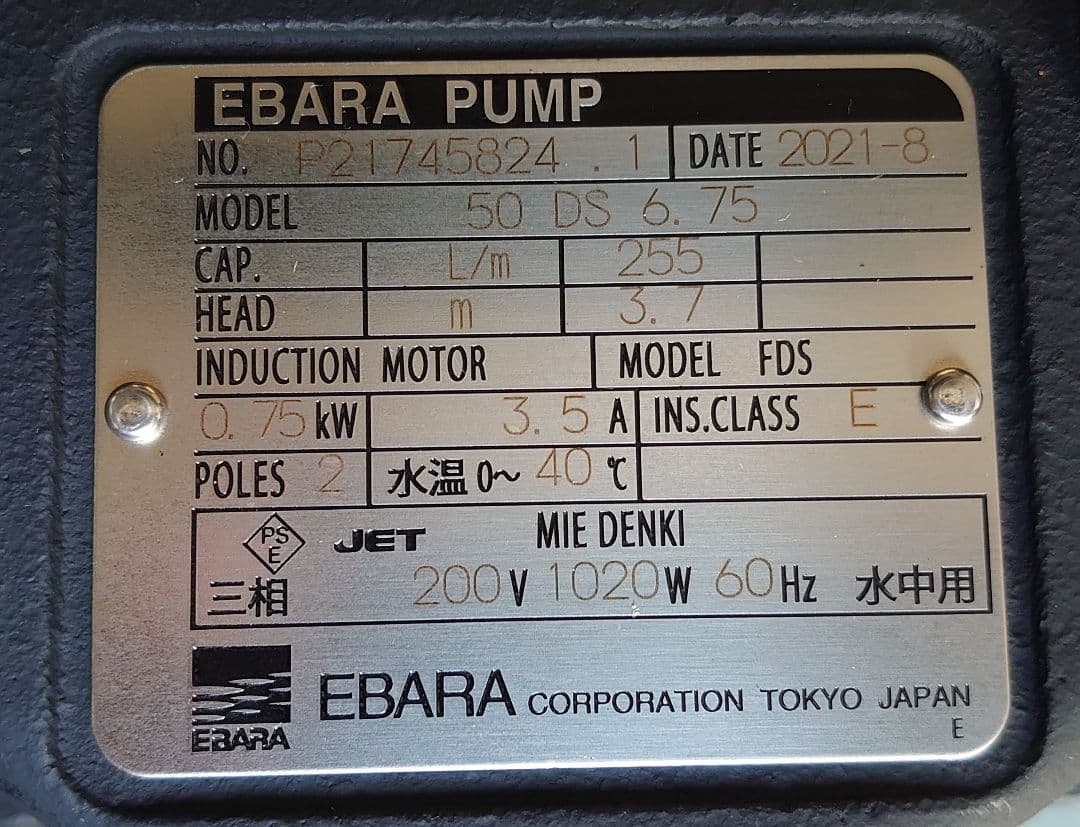 EBARA PUMP
NO. P21745824 . 1 DATE 2021-8
MODEL 50 DS 6. 75
CAP. L/m 255
HEAD m 3. 7
INDUCTION MOTOR MODEL FDS
0. 75 kW 3. 5 A INS.CLASS E
POLES 2 水温 0~ 40 ℃
PS E JET MIE DENKI
三相 200 V 1020 W 60 Hz 水中用
EBARA EBARA CORPORATION TOKYO JAPAN
E